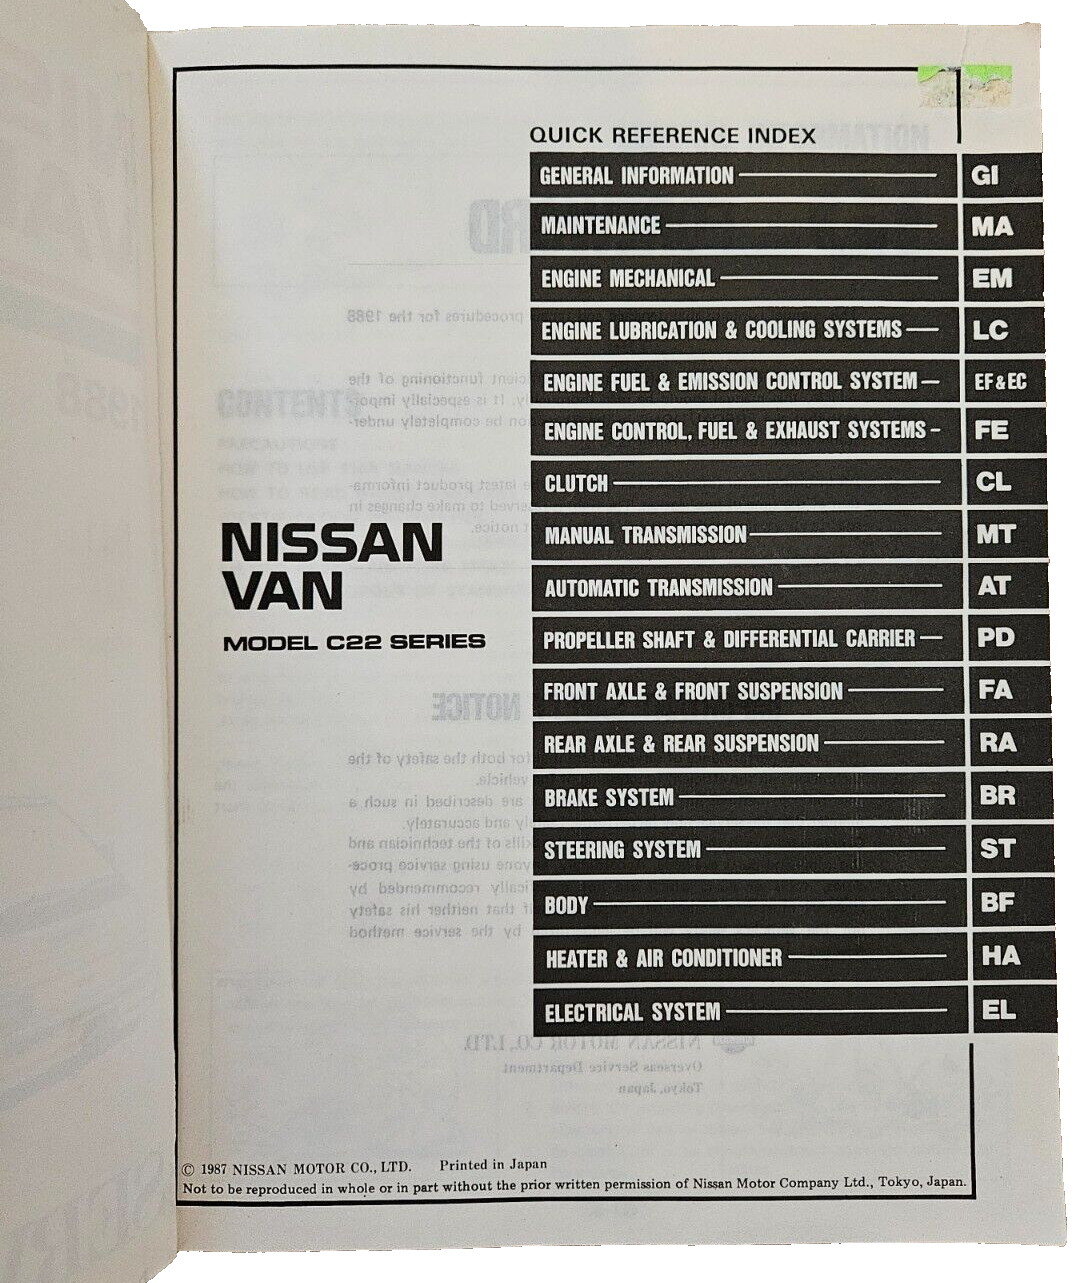 QUICK REFERENCE INDEX
GENERAL INFORMATION GI
MAINTENANCE MA
ENGINE MECHANICAL EM
ENGINE LUBRICATION & COOLING SYSTEMS LC
ENGINE FUEL & EMISSION CONTROL SYSTEM EF & EC
ENGINE CONTROL, FUEL & EXHAUST SYSTEMS FE
CLUTCH CL
MANUAL TRANSMISSION MT
AUTOMATIC TRANSMISSION AT
PROPELLER SHAFT & DIFFERENTIAL CARRIER PD
FRONT AXLE & FRONT SUSPENSION FA
REAR AXLE & REAR SUSPENSION RA
BRAKE SYSTEM BR
STEERING SYSTEM ST
BODY BF
HEATER & AIR CONDITIONER HA
ELECTRICAL SYSTEM EL
NISSAN
VAN
MODEL C22 SERIES
© 1987 NISSAN MOTOR CO., LTD. Printed in Japan
Not to be reproduced in whole or in part without the prior written permission of Nissan Motor Company Ltd., Tokyo, Japan.